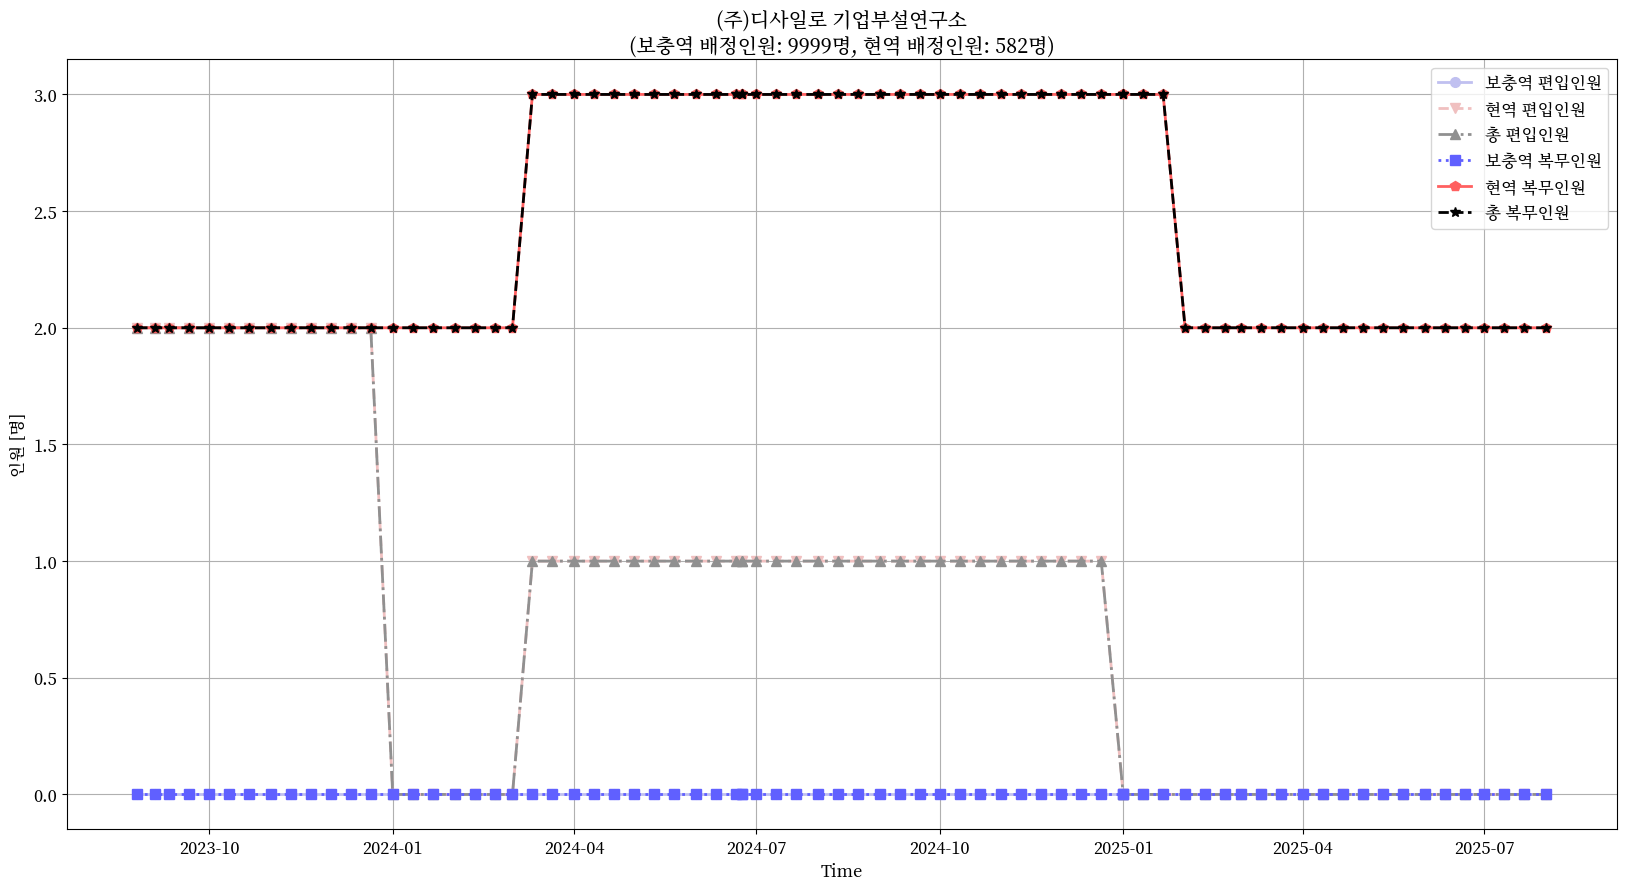 (주)디사일로 기업부설연구소
(보충역 배정인원: 9999명, 현역 배정인원: 582명)
보충역 편입인원
현역 편입인원
총 편입인원
보충역 복무인원
현역 복무인원
총 복무인원
인원 [명]
3.0
2.5
2.0
1.5
1.0
0.5
0.0
2023-10
2024-01
2024-04
2024-07
2024-10
2025-01
2025-04
2025-07
Time